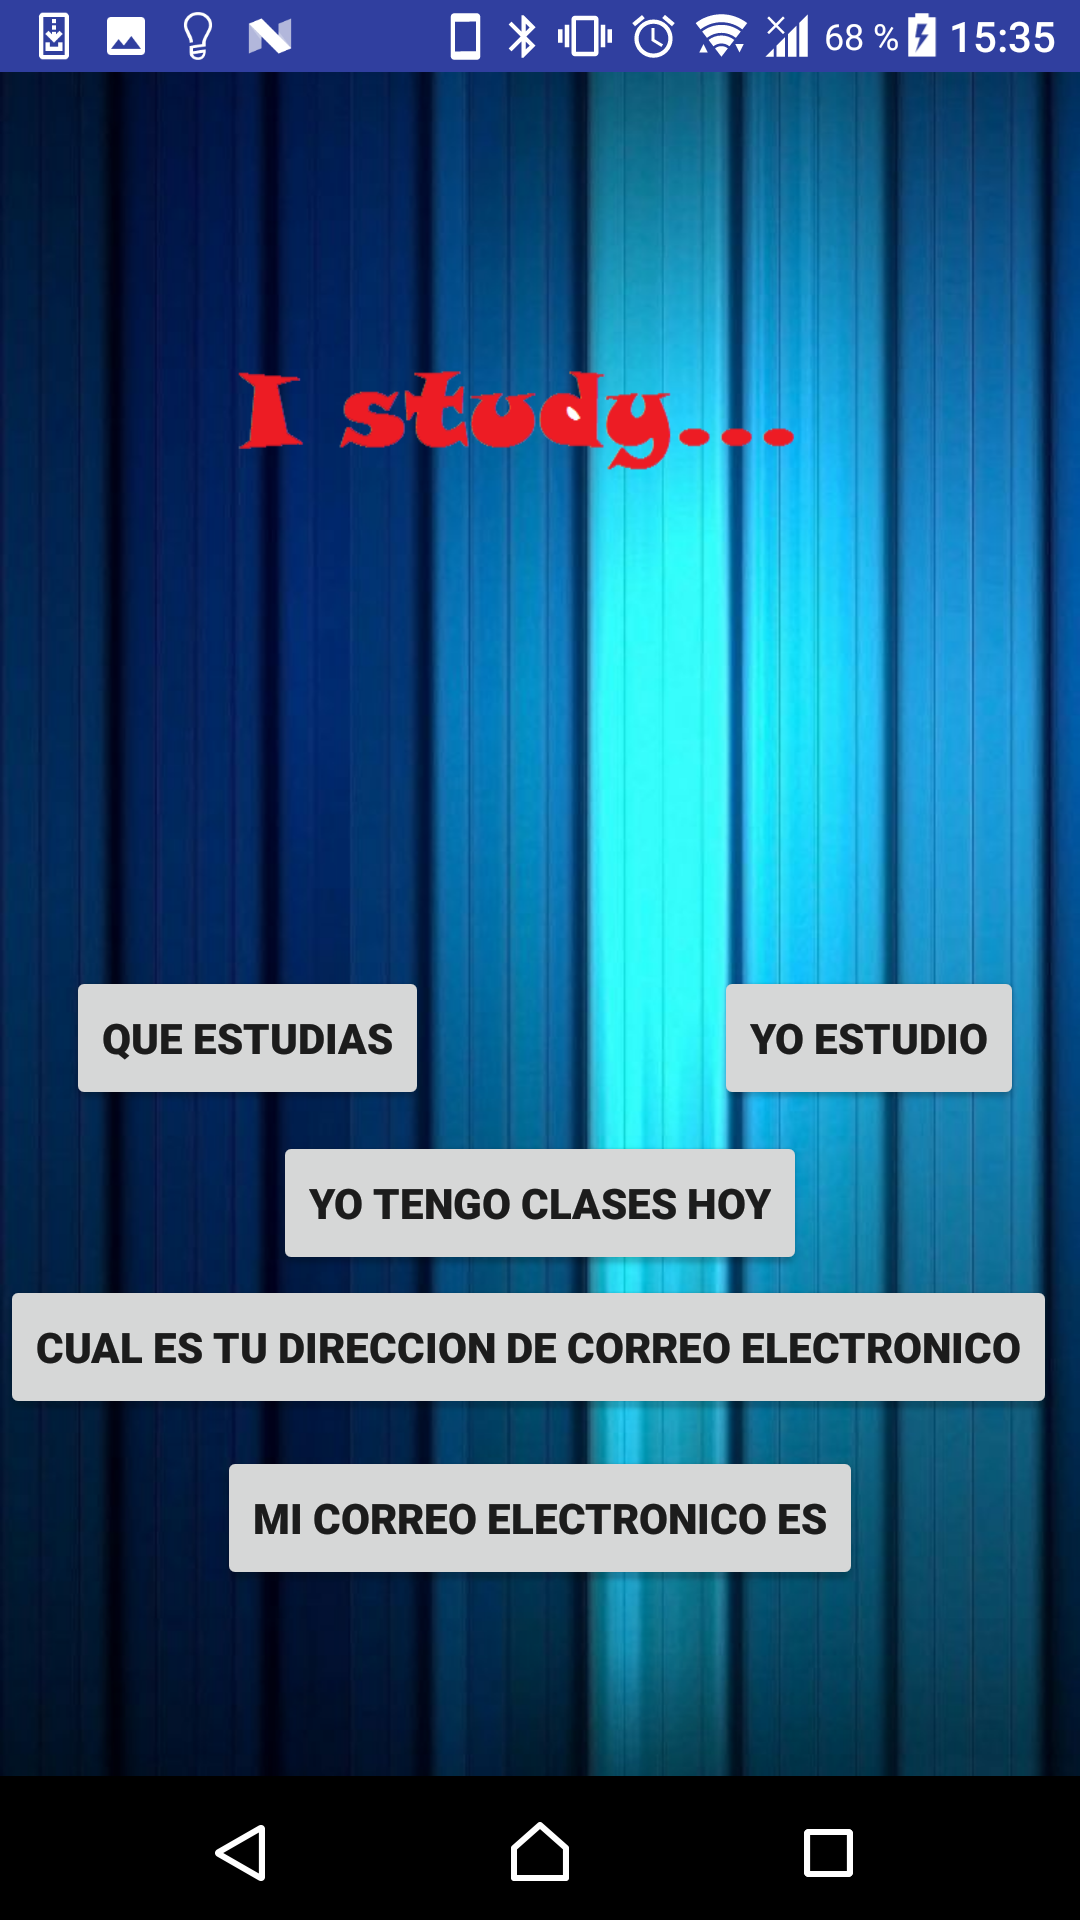 68 % 15:35
I study...
QUE ESTUDIAS
YO ESTUDIO
YO TENGO CLASES HOY
CUAL ES TU DIRECCION DE CORREO ELECTRONICO
MI CORREO ELECTRONICO ES